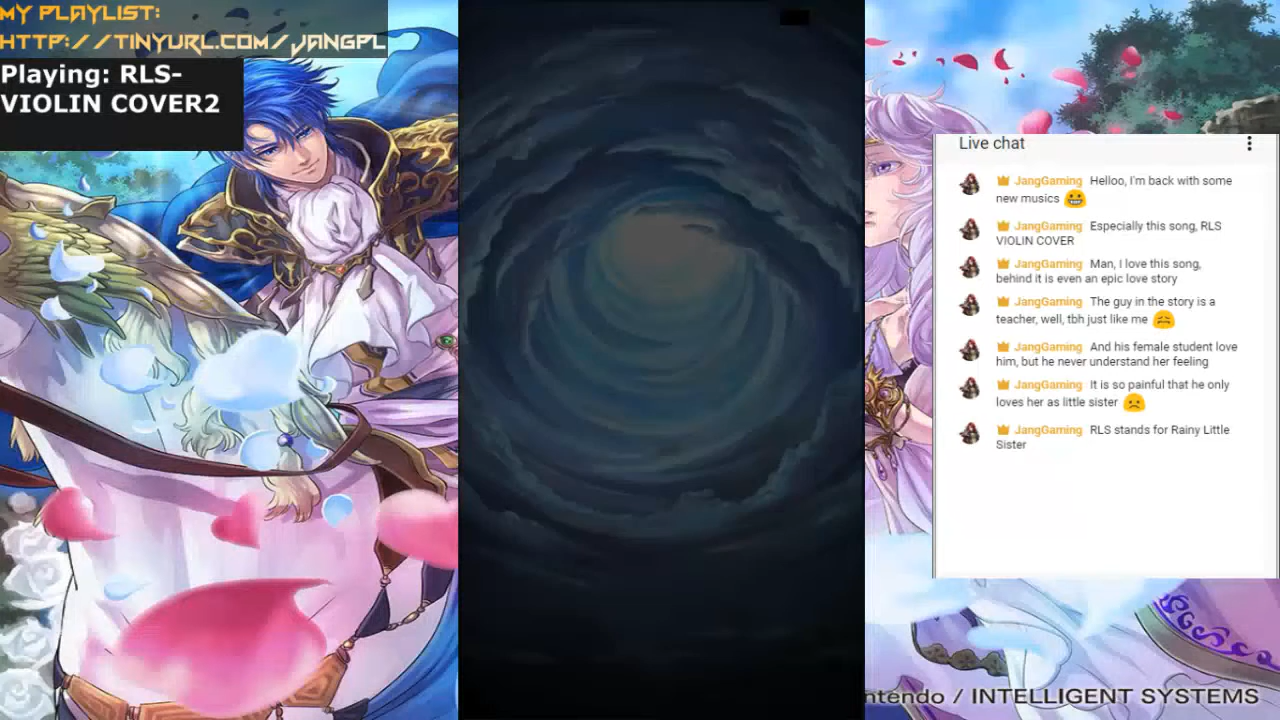 MY PLAYLIST:
HTTP://TINYURL.COM/JANGPL
Playing: RLS-
VIOLIN COVER2
Live chat
JangGaming Helloo, I'm back with some
new musics 😬
JangGaming Especially this song, RLS
VIOLIN COVER
JangGaming Man, I love this song,
behind it is even an epic love story
JangGaming The guy in the story is a
teacher, well, tbh just like me
JangGaming And his female student love
him, but he never understand her feeling
JangGaming It is so painful that he only
loves her as little sister ☹️
JangGaming RLS stands for Rainy Little
Sister
ntendo / INTELLIGENT SYSTEMS